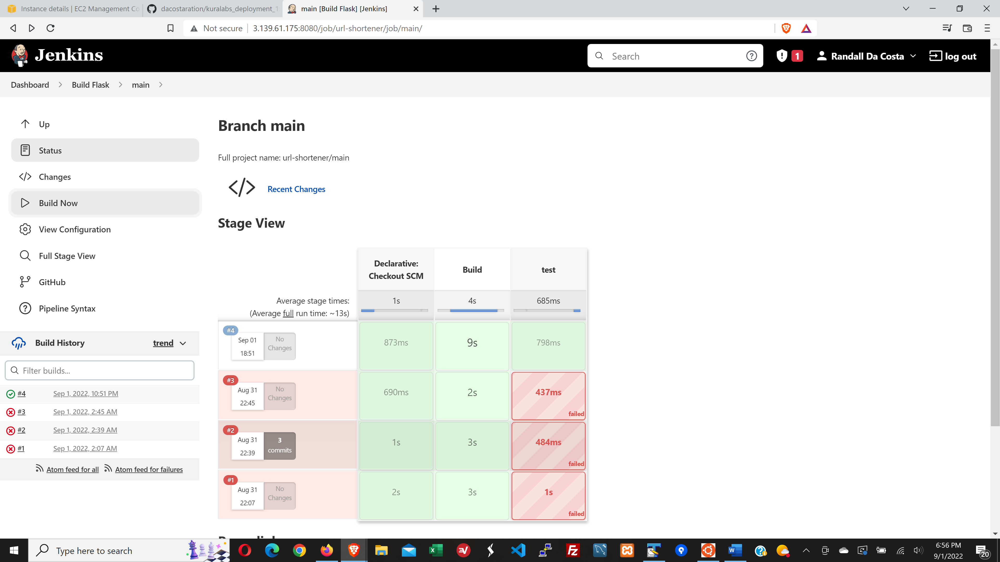 Instance details | EC2 Management Co
dacostaration/kuralabs_deployment_1
main [Build Flask] [Jenkins]
Not secure
3.139.61.175:8080/job/url-shortener/job/main/
Jenkins
Search
1
Randall Da Costa
log out
Dashboard
Build Flask
main
Up
Status
Changes
Build Now
View Configuration
Full Stage View
GitHub
Pipeline Syntax
Build History
trend
Filter builds...
#4 Sep 1, 2022, 10:51 PM
#3 Sep 1, 2022, 2:45 AM
#2 Sep 1, 2022, 2:39 AM
#1 Sep 1, 2022, 2:07 AM
Atom feed for all Atom feed for failures
Branch main
Full project name: url-shortener/main
Recent Changes
Stage View
Declarative:
Checkout SCM
Build
test
Average stage times:
(Average full run time: ~13s)
1s
4s
685ms
#4
Sep 01
18:51
No
Changes
873ms
9s
798ms
#3
Aug 31
22:45
No
Changes
690ms
2s
437ms
failed
#2
Aug 31
22:39
3
commits
1s
3s
484ms
failed
#1
Aug 31
22:07
No
Changes
2s
3s
1s
failed
Type here to search
6:56 PM
9/1/2022
20